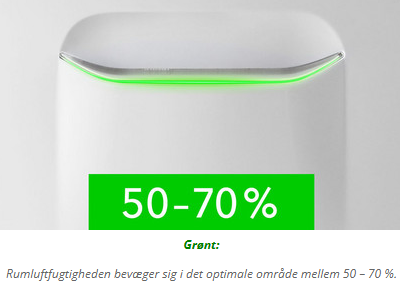 50–70%
Grønt:
Rumluftfugtigheden bevæger sig i det optimale område mellem 50 – 70 %.